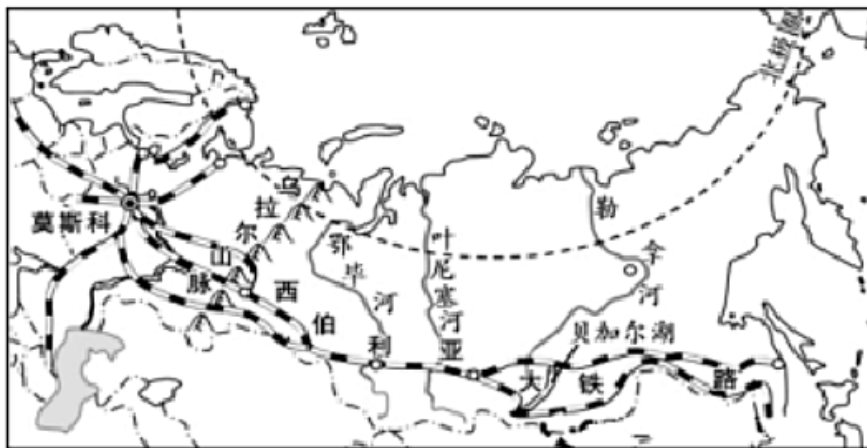 北极圈
莫斯科
乌拉尔山脉
鄂毕河
叶尼塞河
勒拿河
贝加尔湖
西伯利亚大铁路